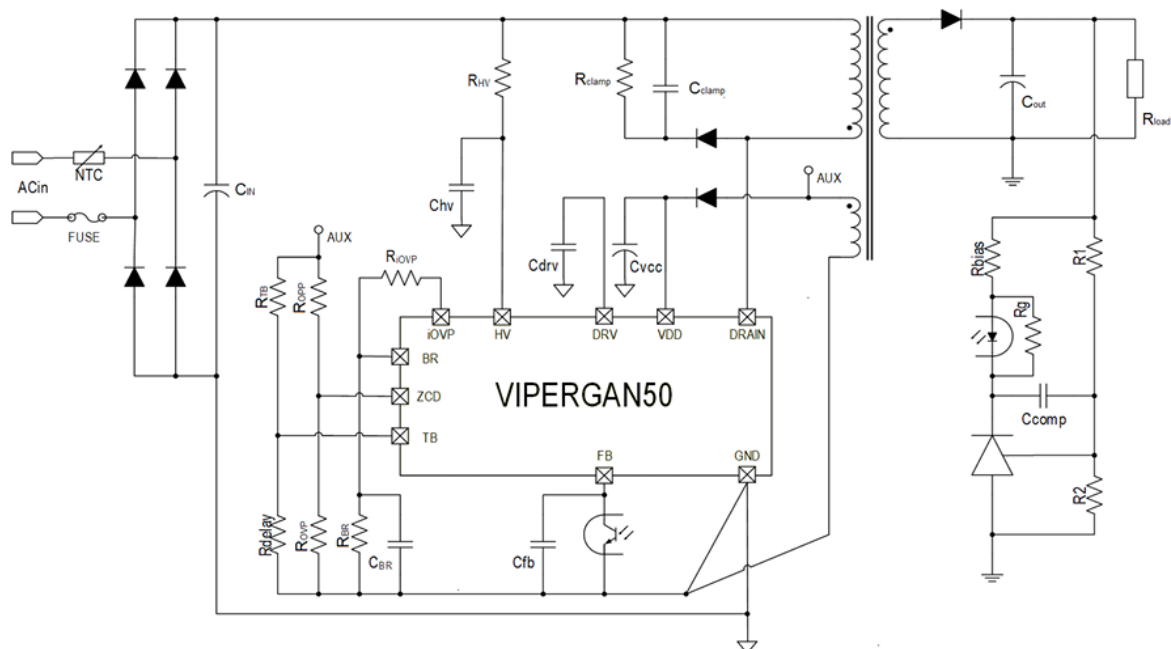 RHV
Rclamp
Cclamp
Cout
Rload
ACin
NTC
CIN
FUSE
Chv
AUX
Cdrv
Cvcc
AUX
RiOVP
RTB
ROPP
Rbias
R1
Rg
iOVP
HV
DRV
VDD
DRAIN
BR
ZCD
TB
VIPERGAN50
Ccomp
FB
GND
R2
Rdelay
ROVP
RBR
CBR
Cfb